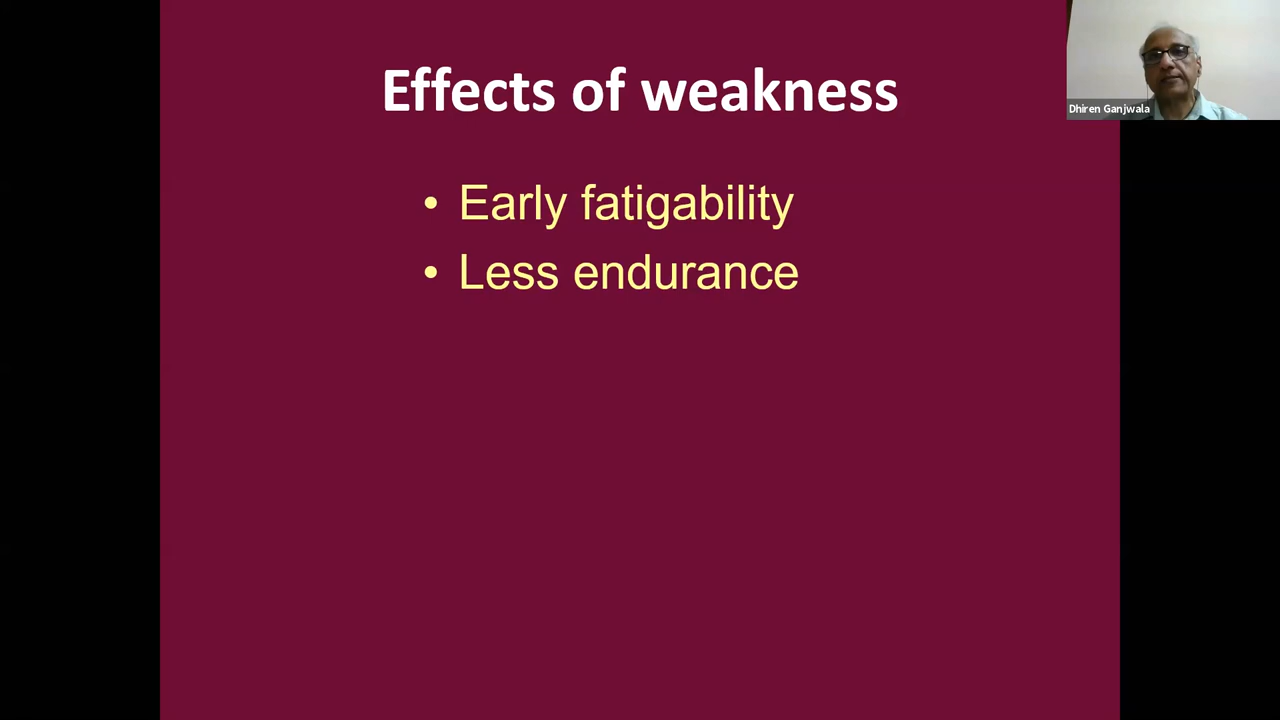 Effects of weakness
Dhiren Ganjwala
• Early fatigability
• Less endurance